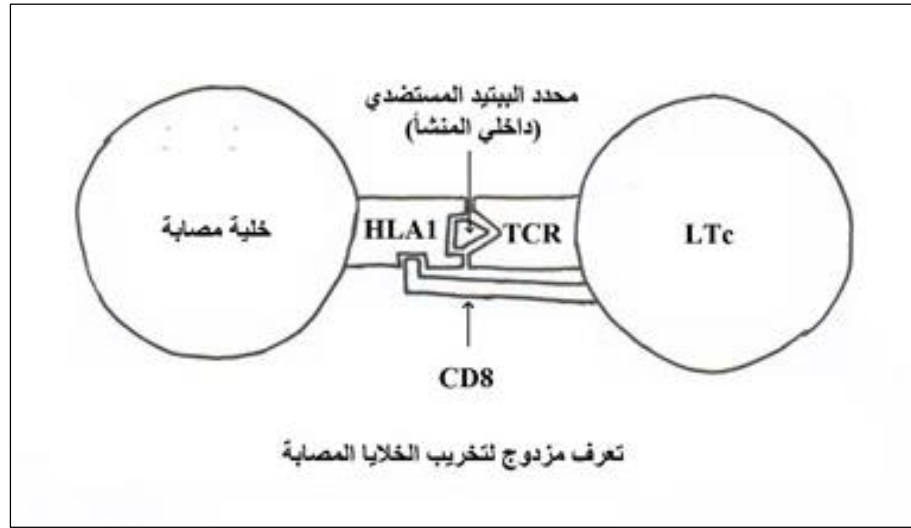 محدد الببتيد المستضدي
(داخلي المنشأ)
خلية مصابة
HLA1
TCR
LTc
CD8
تعرف مزدوج لتخريب الخلايا المصابة